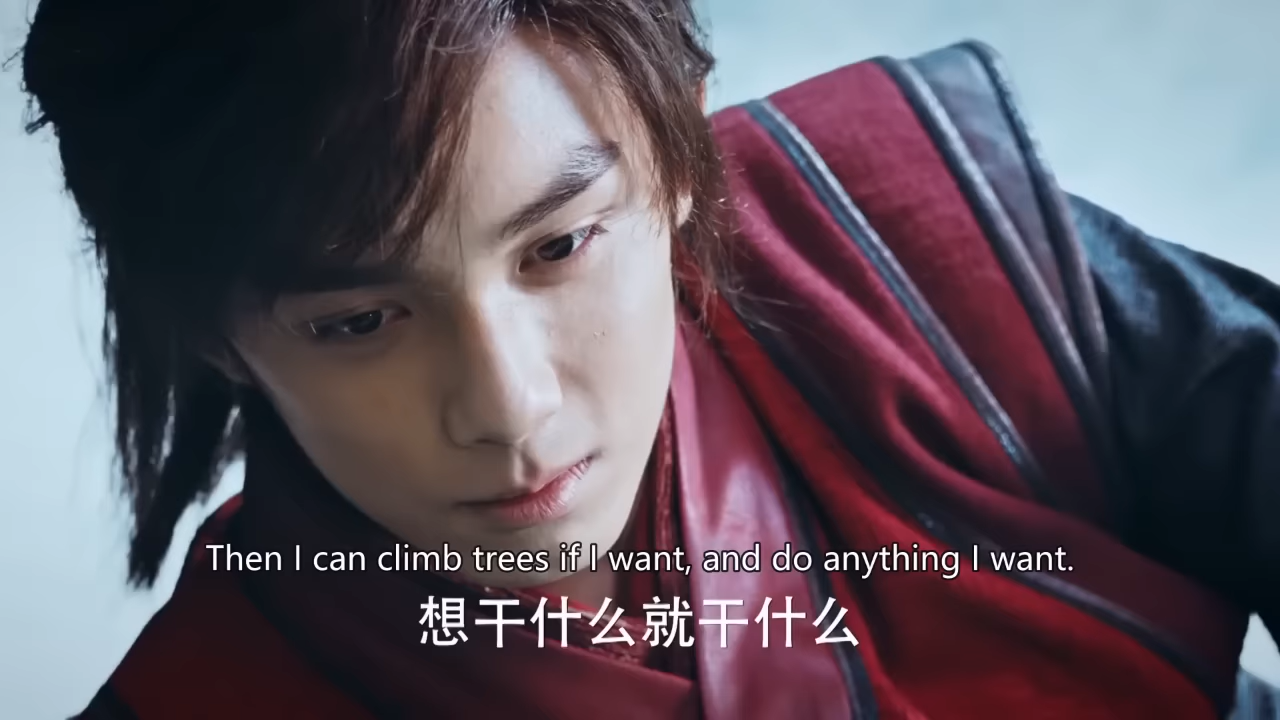 Then I can climb trees if I want, and do anything I want.
想干什么就干什么